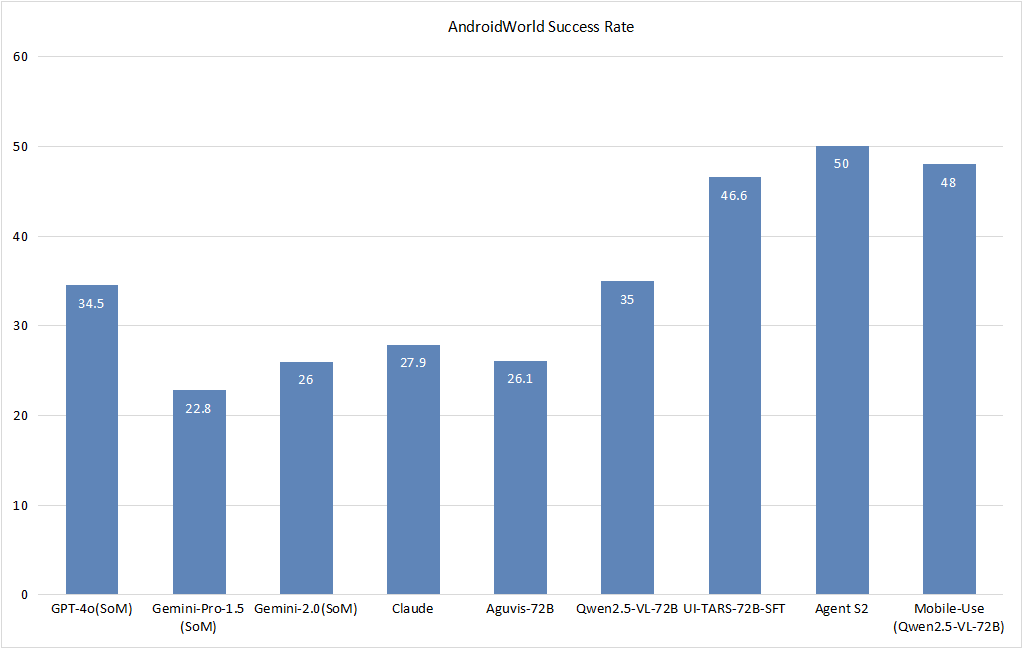 AndroidWorld Success Rate
60
50
40
30
20
10
0
34.5
22.8
26
27.9
26.1
35
46.6
50
48
GPT-4o(SoM)
Gemini-Pro-1.5
(SoM)
Gemini-2.0(SoM)
Claude
Aguvis-72B
Qwen2.5-VL-72B
UI-TARS-72B-SFT
Agent S2
Mobile-Use
(Qwen2.5-VL-72B)